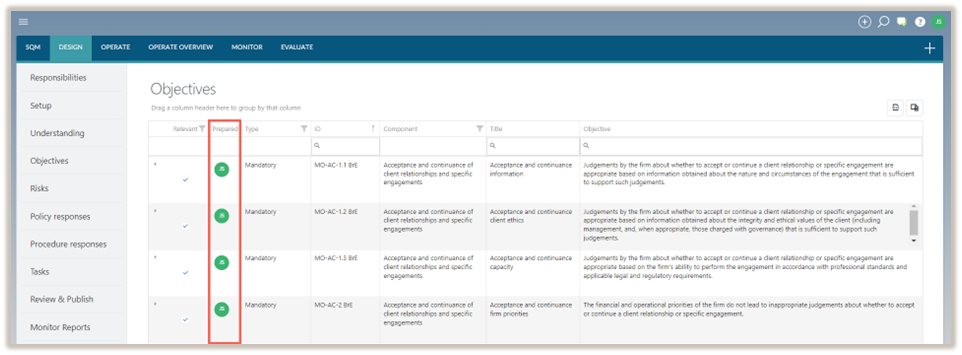 JS
SQM DESIGN OPERATE OPERATE OVERVIEW MONITOR EVALUATE
Responsibilities
Setup
Understanding
Objectives
Risks
Policy responses
Procedure responses
Tasks
Review & Publish
Monitor Reports
Objectives
Drag a column header here to group by that column
Relevant Prepared Type ID Component Title Objective
JS Mandatory MO-AC-1.1 BrE
Acceptance and continuance of
client relationships and specific
engagements
Acceptance and continuance
information
Judgements by the firm about whether to accept or continue a client relationship or specific engagement are
appropriate based on information obtained about the nature and circumstances of the engagement that is sufficient
to support such judgements.
JS Mandatory MO-AC-1.2 BrE
Acceptance and continuance of
client relationships and specific
engagements
Acceptance and continuance
client ethics
Judgements by the firm about whether to accept or continue a client relationship or specific engagement are
appropriate based on information obtained about the integrity and ethical values of the client (including
management, and, when appropriate, those charged with governance) that is sufficient to support such
judgements.
JS Mandatory MO-AC-1.3 BrE
Acceptance and continuance of
client relationships and specific
engagements
Acceptance and continuance
capacity
Judgements by the firm about whether to accept or continue a client relationship or specific engagement are
appropriate based on the firm's ability to perform the engagement in accordance with professional standards and
applicable legal and regulatory requirements.
JS Mandatory MO-AC-2 BrE
Acceptance and continuance of
client relationships and specific
engagements
Acceptance and continuance
firm priorities
The financial and operational priorities of the firm do not lead to inappropriate judgements about whether to accept
or continue a client relationship or specific engagement.